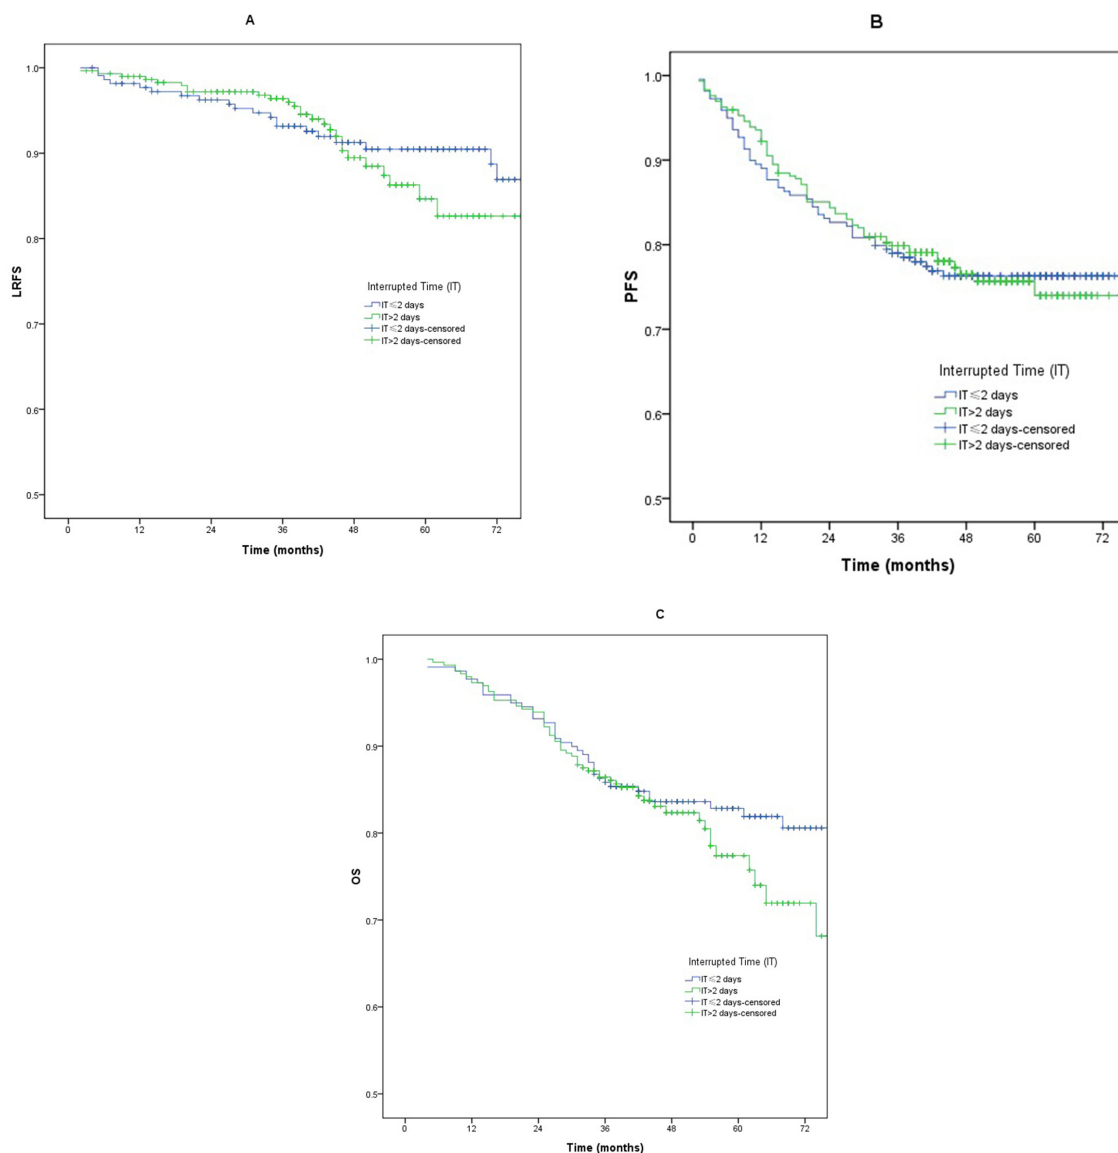 A
LRFS
1.0
0.9
0.8
0.7
0.6
0.5
Interrupted Time (IT)
IT≤2 days
IT>2 days
IT≤2 days-censored
IT>2 days-censored
0 12 24 36 48 60 72
Time (months)
B
PFS
1.0
0.9
0.8
0.7
0.6
0.5
Interrupted Time (IT)
IT≤2 days
IT>2 days
IT≤2 days-censored
IT>2 days-censored
0 12 24 36 48 60 72
Time (months)
C
OS
1.0
0.9
0.8
0.7
0.6
0.5
Interrupted Time (IT)
IT≤2 days
IT>2 days
IT≤2 days-censored
IT>2 days-censored
0 12 24 36 48 60 72
Time (months)